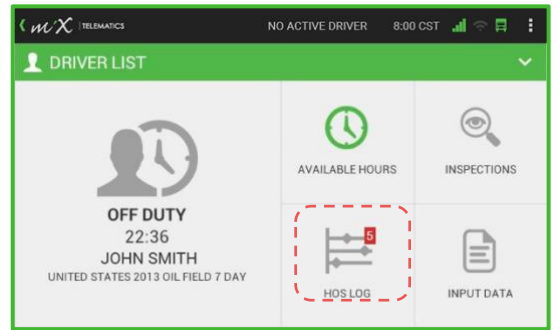 miX TELEMATICS NO ACTIVE DRIVER 8:00 CST
DRIVER LIST
OFF DUTY
22:36
JOHN SMITH
UNITED STATES 2013 OIL FIELD 7 DAY
AVAILABLE HOURS
INSPECTIONS
5
HOS LOG
INPUT DATA